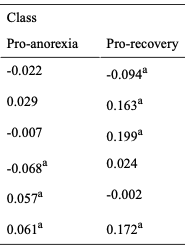 Class
Pro-anorexia Pro-recovery
-0.022 -0.094ᵃ
0.029 0.163ᵃ
-0.007 0.199ᵃ
-0.068ᵃ 0.024
0.057ᵃ -0.002
0.061ᵃ 0.172ᵃ